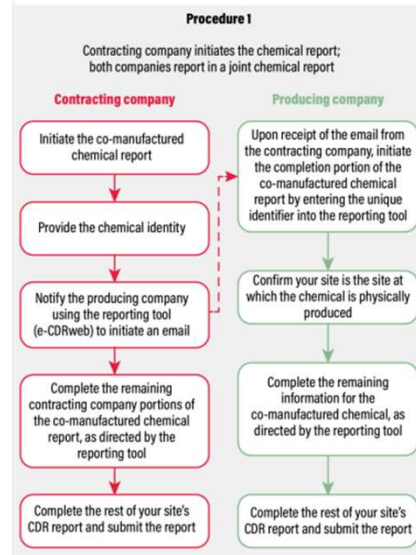 Procedure 1
Contracting company initiates the chemical report;
both companies report in a joint chemical report
Contracting company
Initiate the co-manufactured
chemical report
Provide the chemical identity
Notify the producing company
using the reporting tool
(e-CDRweb) to initiate an email
Complete the remaining
contracting company portions of
the co-manufactured chemical
report, as directed by the
reporting tool
Complete the rest of your site's
CDR report and submit the report
Producing company
Upon receipt of the email from
the contracting company, initiate
the completion portion of
the co-manufactured chemical
report by entering the unique
identifier into the reporting tool
Confirm your site is the site at
which the chemical is physically
produced
Complete the remaining
information for the
co-manufactured chemical, as
directed by the reporting tool
Complete the rest of your site's
CDR report and submit the report